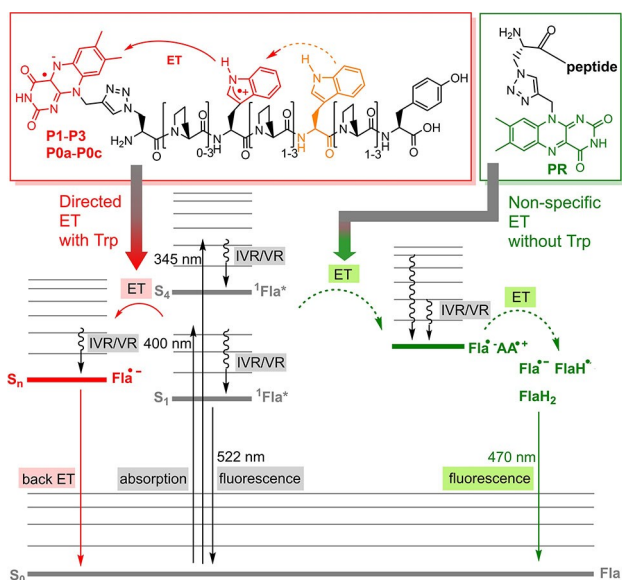 H₂N
peptide
N=N
N
N
O
N
NH
N
O
PR
N
O
HN
N
N
O
ET
N=N
N
P1-P3
P0a-P0c
H₂N
O
N
0-3
H
N
O
H
N
•+
N
O
1-3
H
N
H
N
O
N
O
1-3
H
N
OH
OH
O
Directed
ET
with Trp
Non-specific
ET
without Trp
345 nm
IVR/VR
S₄
¹Fla*
ET
ET
ET
IVR/VR
400 nm
IVR/VR
IVR/VR
Sₙ
Fla•−
S₁
¹Fla*
Fla•−AA•+
Fla•− FlaH•
FlaH₂
522 nm
470 nm
back ET
absorption
fluorescence
fluorescence
S₀
Fla